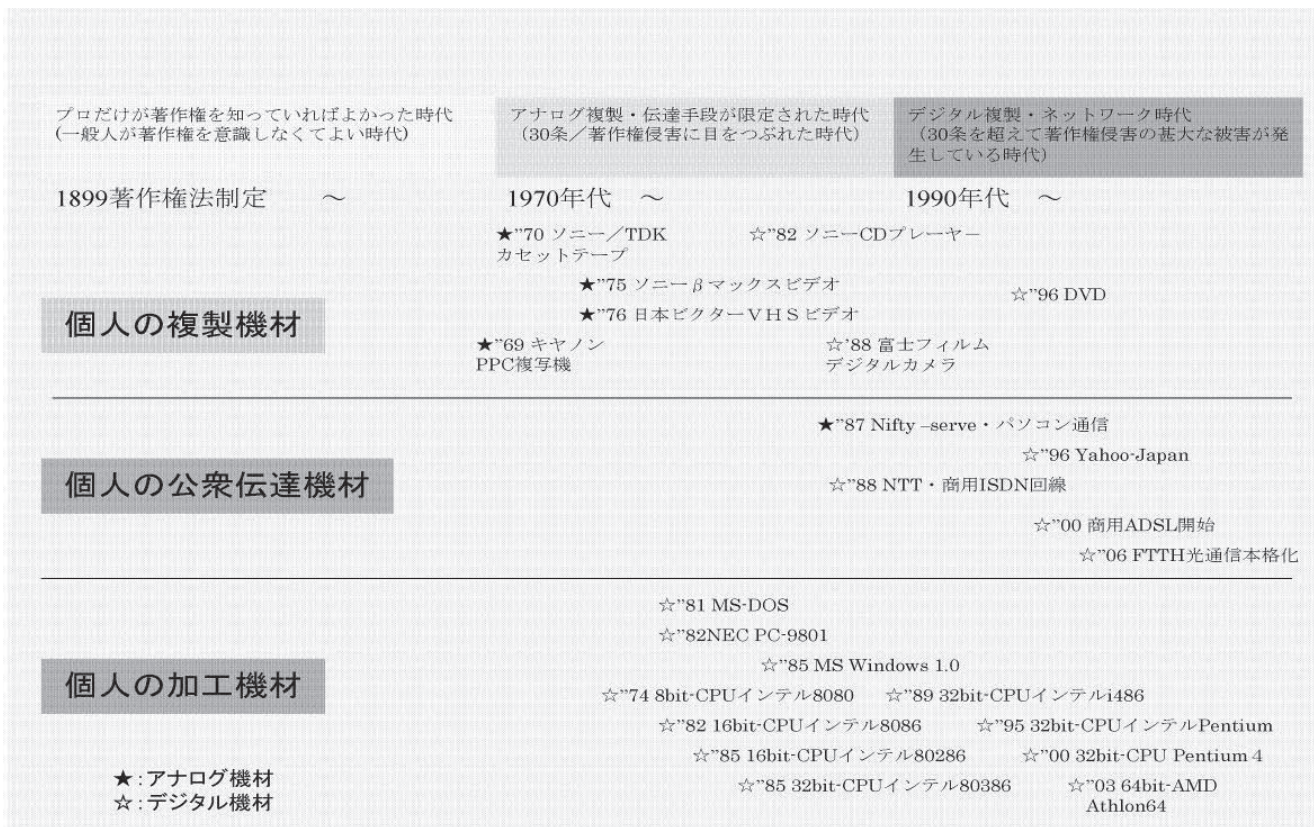 プロだけが著作権を知っていればよかった時代
(一般人が著作権を意識しなくてよい時代)
アナログ複製・伝達手段が限定された時代
(30条／著作権侵害に目をつぶれた時代)
デジタル複製・ネットワーク時代
(30条を超えて著作権侵害の甚大な被害が発
生している時代)
1899著作権法制定　～
1970年代　～
1990年代　～
★"70 ソニー／TDK
カセットテープ
☆"82 ソニーCDプレーヤー
★"75 ソニーβマックスビデオ
★"76 日本ビクターＶＨＳビデオ
☆"96 DVD
個人の複製機材
★"69 キヤノン
PPC複写機
☆'88 富士フィルム
デジタルカメラ
★"87 Nifty –serve・パソコン通信
☆"96 Yahoo-Japan
個人の公衆伝達機材
☆"88 NTT・商用ISDN回線
☆"00 商用ADSL開始
☆"06 FTTH光通信本格化
☆"81 MS-DOS
☆"82NEC PC-9801
☆"85 MS Windows 1.0
個人の加工機材
☆"74 8bit-CPUインテル8080
☆"89 32bit-CPUインテルi486
☆"82 16bit-CPUインテル8086
☆"95 32bit-CPUインテルPentium
☆"85 16bit-CPUインテル80286
☆"00 32bit-CPU Pentium 4
☆"85 32bit-CPUインテル80386
☆"03 64bit-AMD
Athlon64
★:アナログ機材
☆:デジタル機材